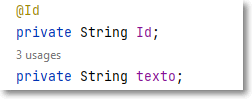 @Id
private String Id;
3 usages
private String texto;